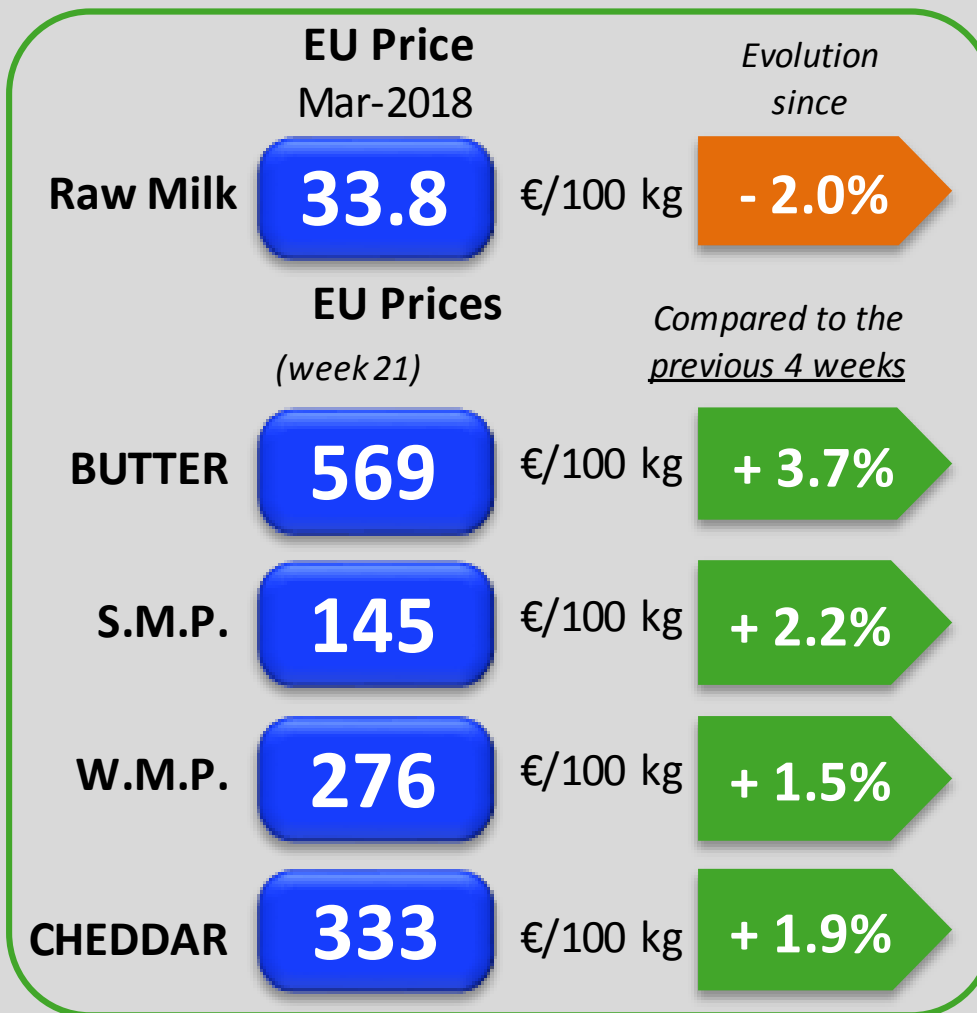 EU Price
Mar-2018
Evolution
since
Raw Milk 33.8 €/100 kg - 2.0%
EU Prices
(week 21)
Compared to the
previous 4 weeks
BUTTER 569 €/100 kg + 3.7%
S.M.P. 145 €/100 kg + 2.2%
W.M.P. 276 €/100 kg + 1.5%
CHEDDAR 333 €/100 kg + 1.9%